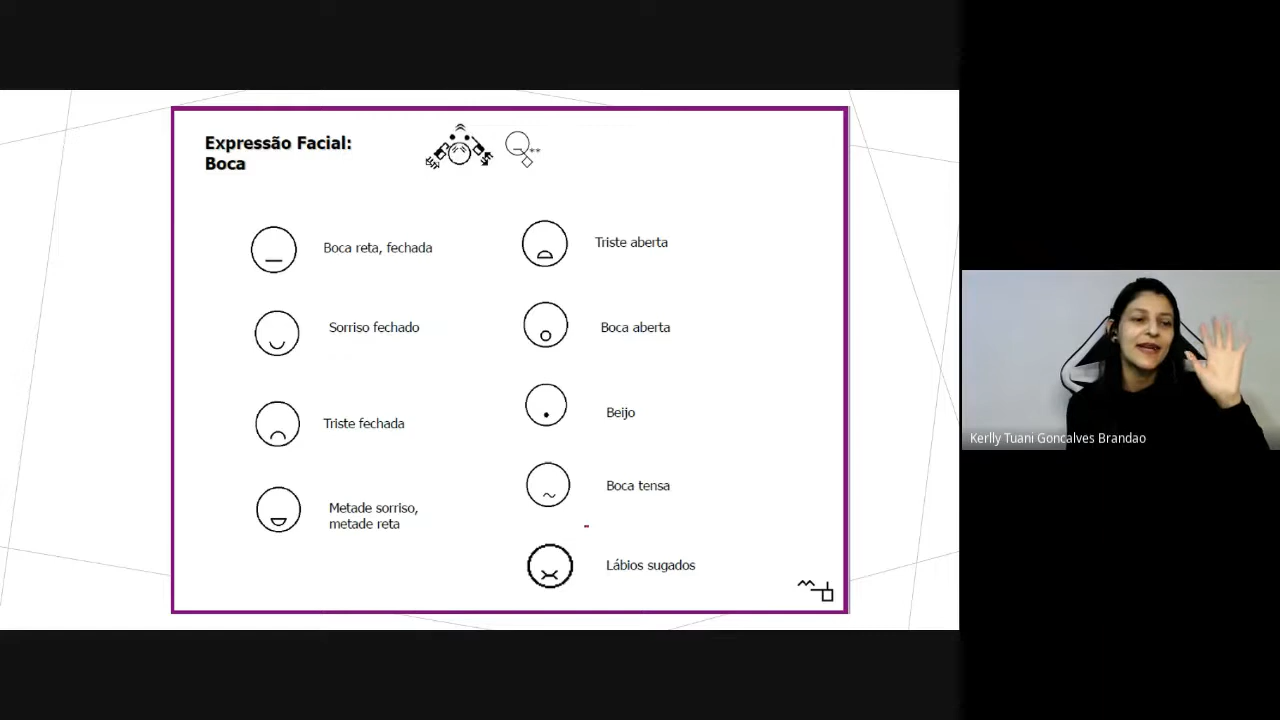 Expressão Facial:
Boca
Boca reta, fechada
Sorriso fechado
Triste fechada
Metade sorriso,
metade reta
Triste aberta
Boca aberta
Beijo
Boca tensa
Lábios sugados
Kerlly Tuani Goncalves Brandao